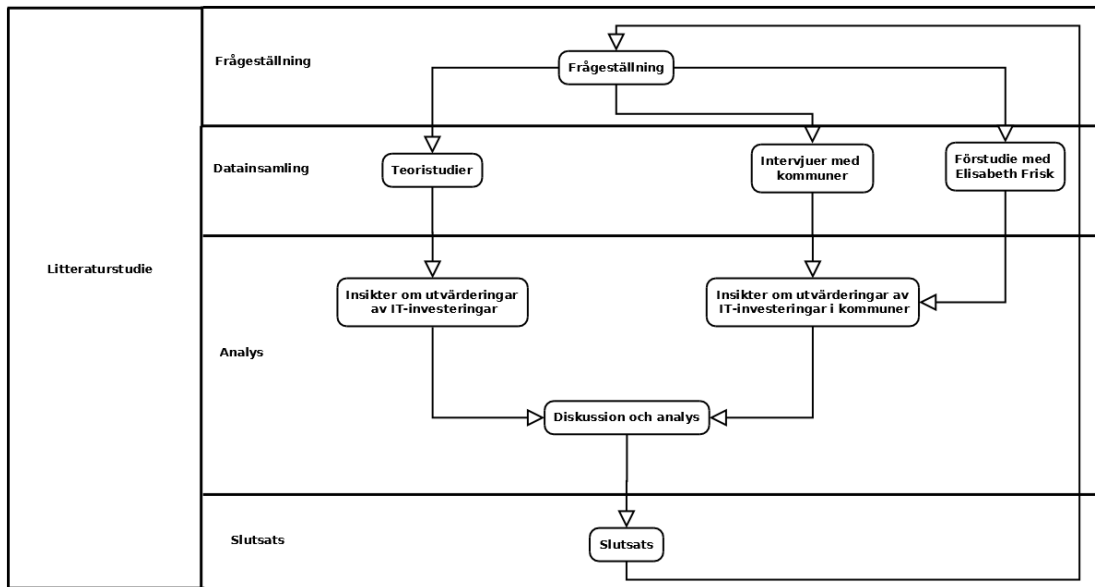 Litteraturstudie
Frågeställning
Frågeställning
Datainsamling
Teoristudier
Intervjuer med
kommuner
Förstudie med
Elisabeth Frisk
Analys
Insikter om utvärderingar
av IT-investeringar
Insikter om utvärderingar av
IT-investeringar i kommuner
Diskussion och analys
Slutsats
Slutsats